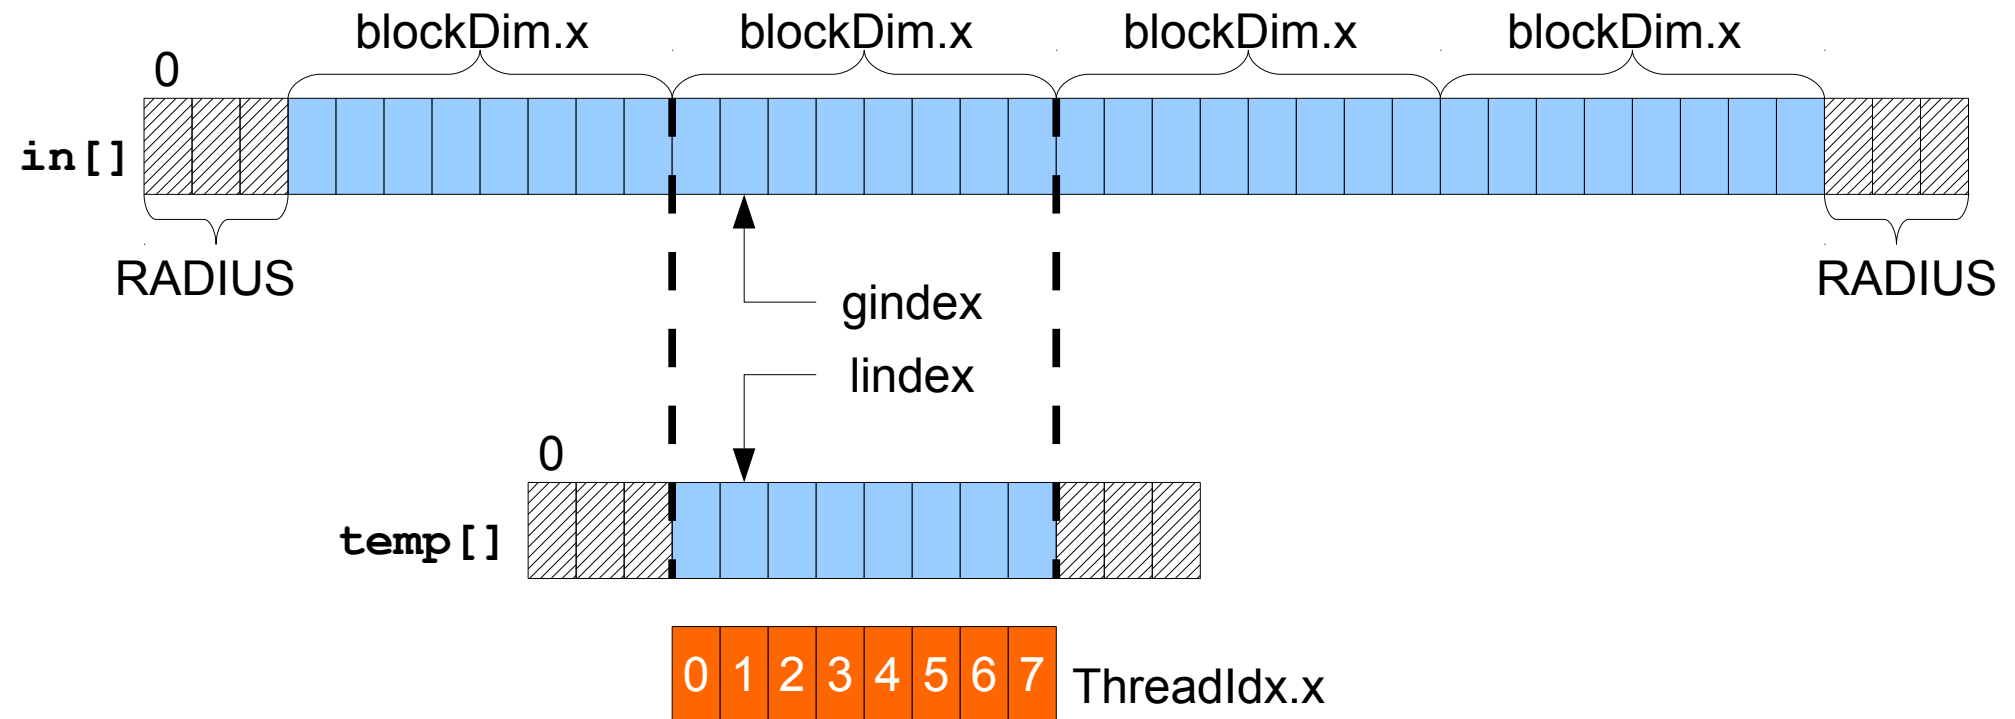 blockDim.x blockDim.x blockDim.x blockDim.x
0
in[]
RADIUS RADIUS
gindex
lindex
0
temp[]
0 1 2 3 4 5 6 7 ThreadIdx.x